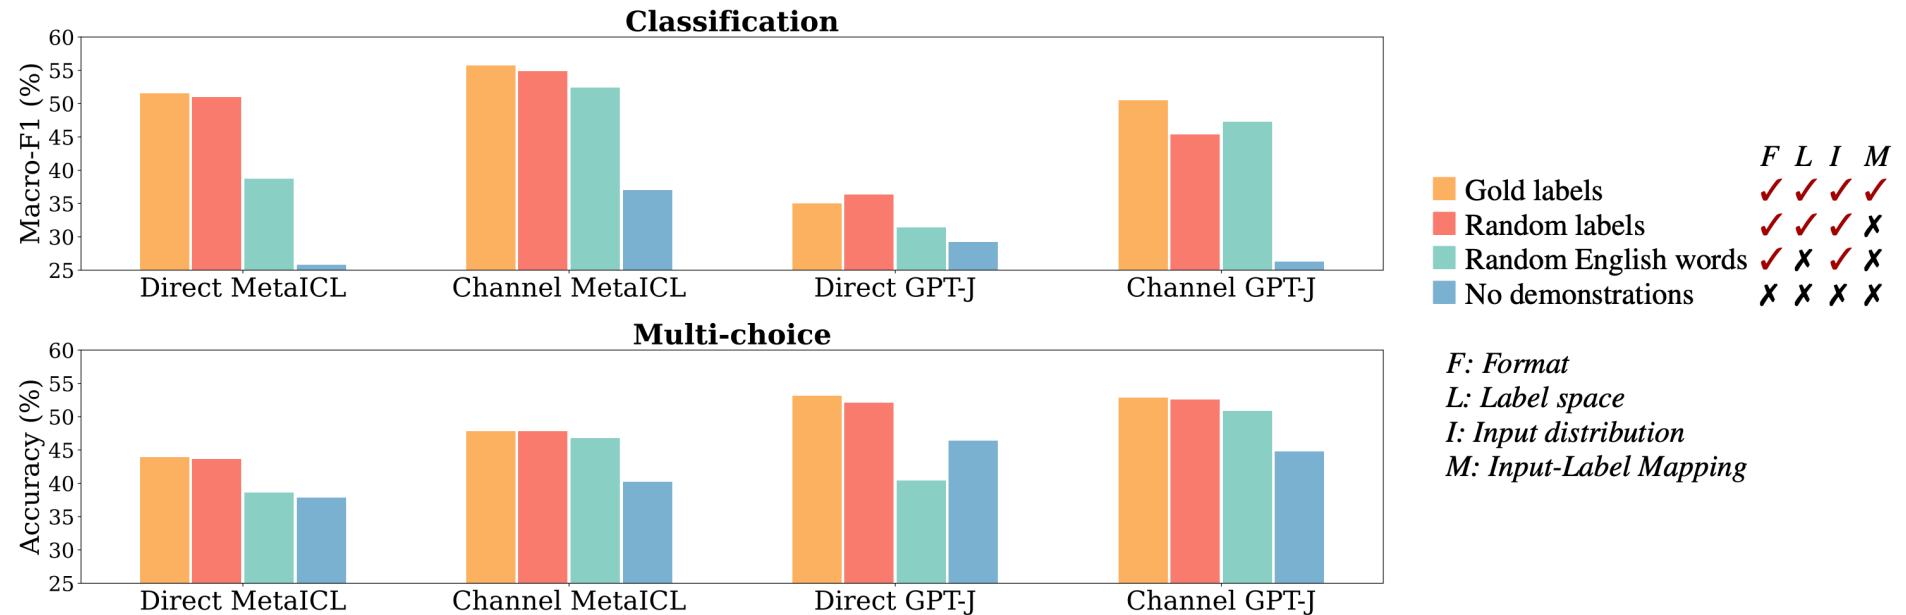 Classification
Macro-F1 (%)
60
55
50
45
40
35
30
25
Direct MetaICL Channel MetaICL Direct GPT-J Channel GPT-J
Multi-choice
Accuracy (%)
60
55
50
45
40
35
30
25
Direct MetaICL Channel MetaICL Direct GPT-J Channel GPT-J
F L I M
Gold labels ✓ ✓ ✓ ✓
Random labels ✓ ✓ ✓ ✗
Random English words ✓ ✗ ✓ ✗
No demonstrations ✗ ✗ ✗ ✗
F: Format
L: Label space
I: Input distribution
M: Input-Label Mapping